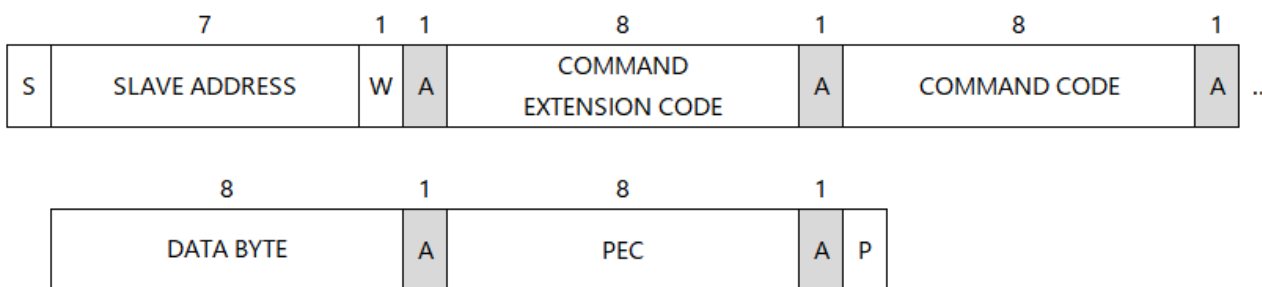 7 1 1 8 1 8 1
S SLAVE ADDRESS W A COMMAND EXTENSION CODE A COMMAND CODE A ..
8 1 8 1
DATA BYTE A PEC A P